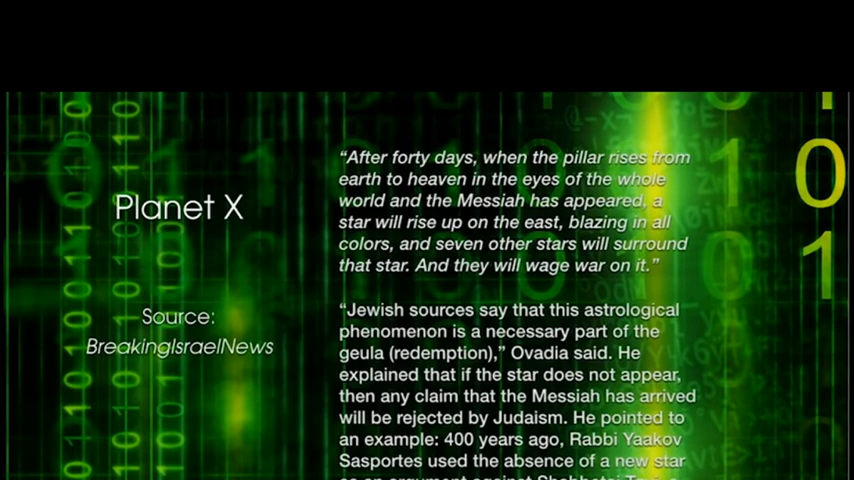 Planet X
Source:
BreakingIsraelNews
“After forty days, when the pillar rises from
earth to heaven in the eyes of the whole
world and the Messiah has appeared, a
star will rise up on the east, blazing in all
colors, and seven other stars will surround
that star. And they will wage war on it.”
“Jewish sources say that this astrological
phenomenon is a necessary part of the
geula (redemption),” Ovadia said. He
explained that if the star does not appear,
then any claim that the Messiah has arrived
will be rejected by Judaism. He pointed to
an example: 400 years ago, Rabbi Yaakov
Sasportes used the absence of a new star